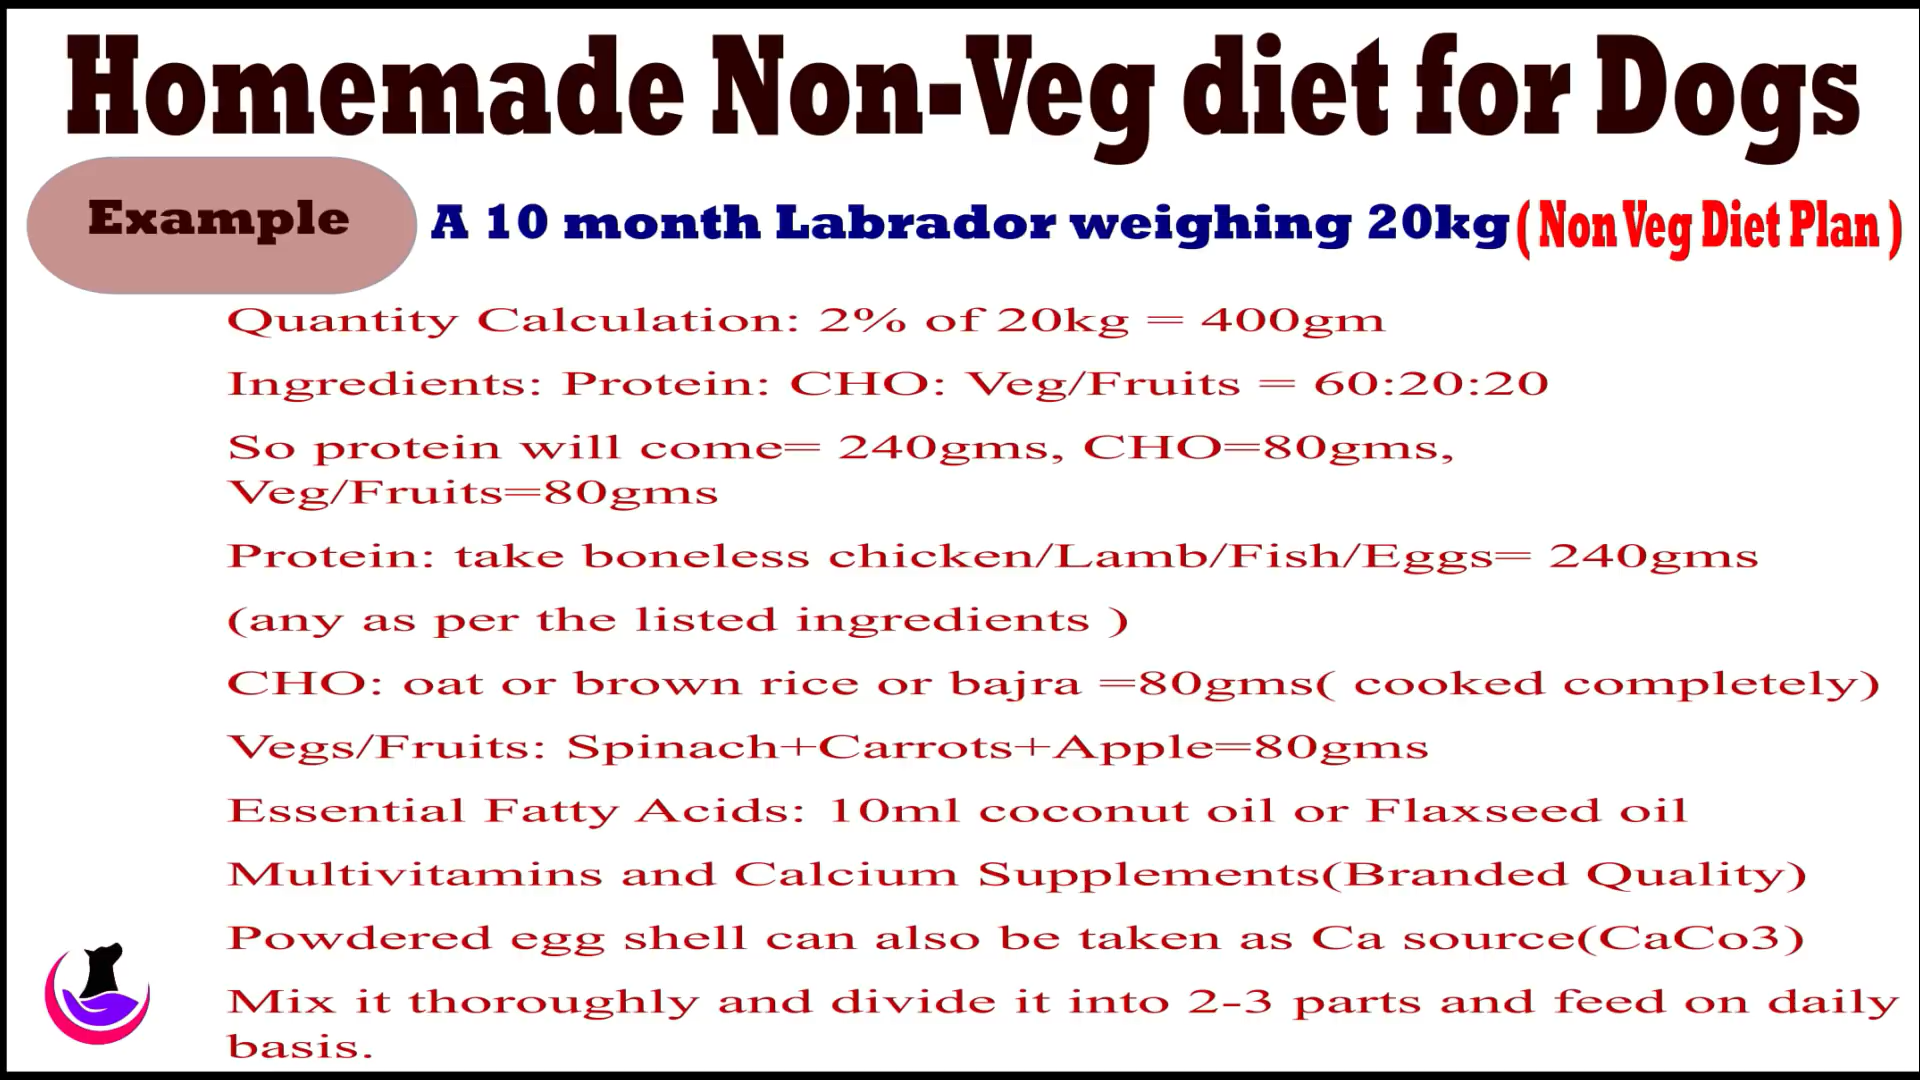 Homemade Non-Veg diet for Dogs
Example
A 10 month Labrador weighing 20kg ( Non Veg Diet Plan )
Quantity Calculation: 2% of 20kg = 400gm
Ingredients: Protein: CHO: Veg/Fruits = 60:20:20
So protein will come= 240gms, CHO=80gms,
Veg/Fruits=80gms
Protein: take boneless chicken/Lamb/Fish/Eggs= 240gms
(any as per the listed ingredients )
CHO: oat or brown rice or bajra =80gms( cooked completely)
Vegs/Fruits: Spinach+Carrots+Apple=80gms
Essential Fatty Acids: 10ml coconut oil or Flaxseed oil
Multivitamins and Calcium Supplements(Branded Quality)
Powdered egg shell can also be taken as Ca source(CaCo3)
Mix it thoroughly and divide it into 2-3 parts and feed on daily
basis.